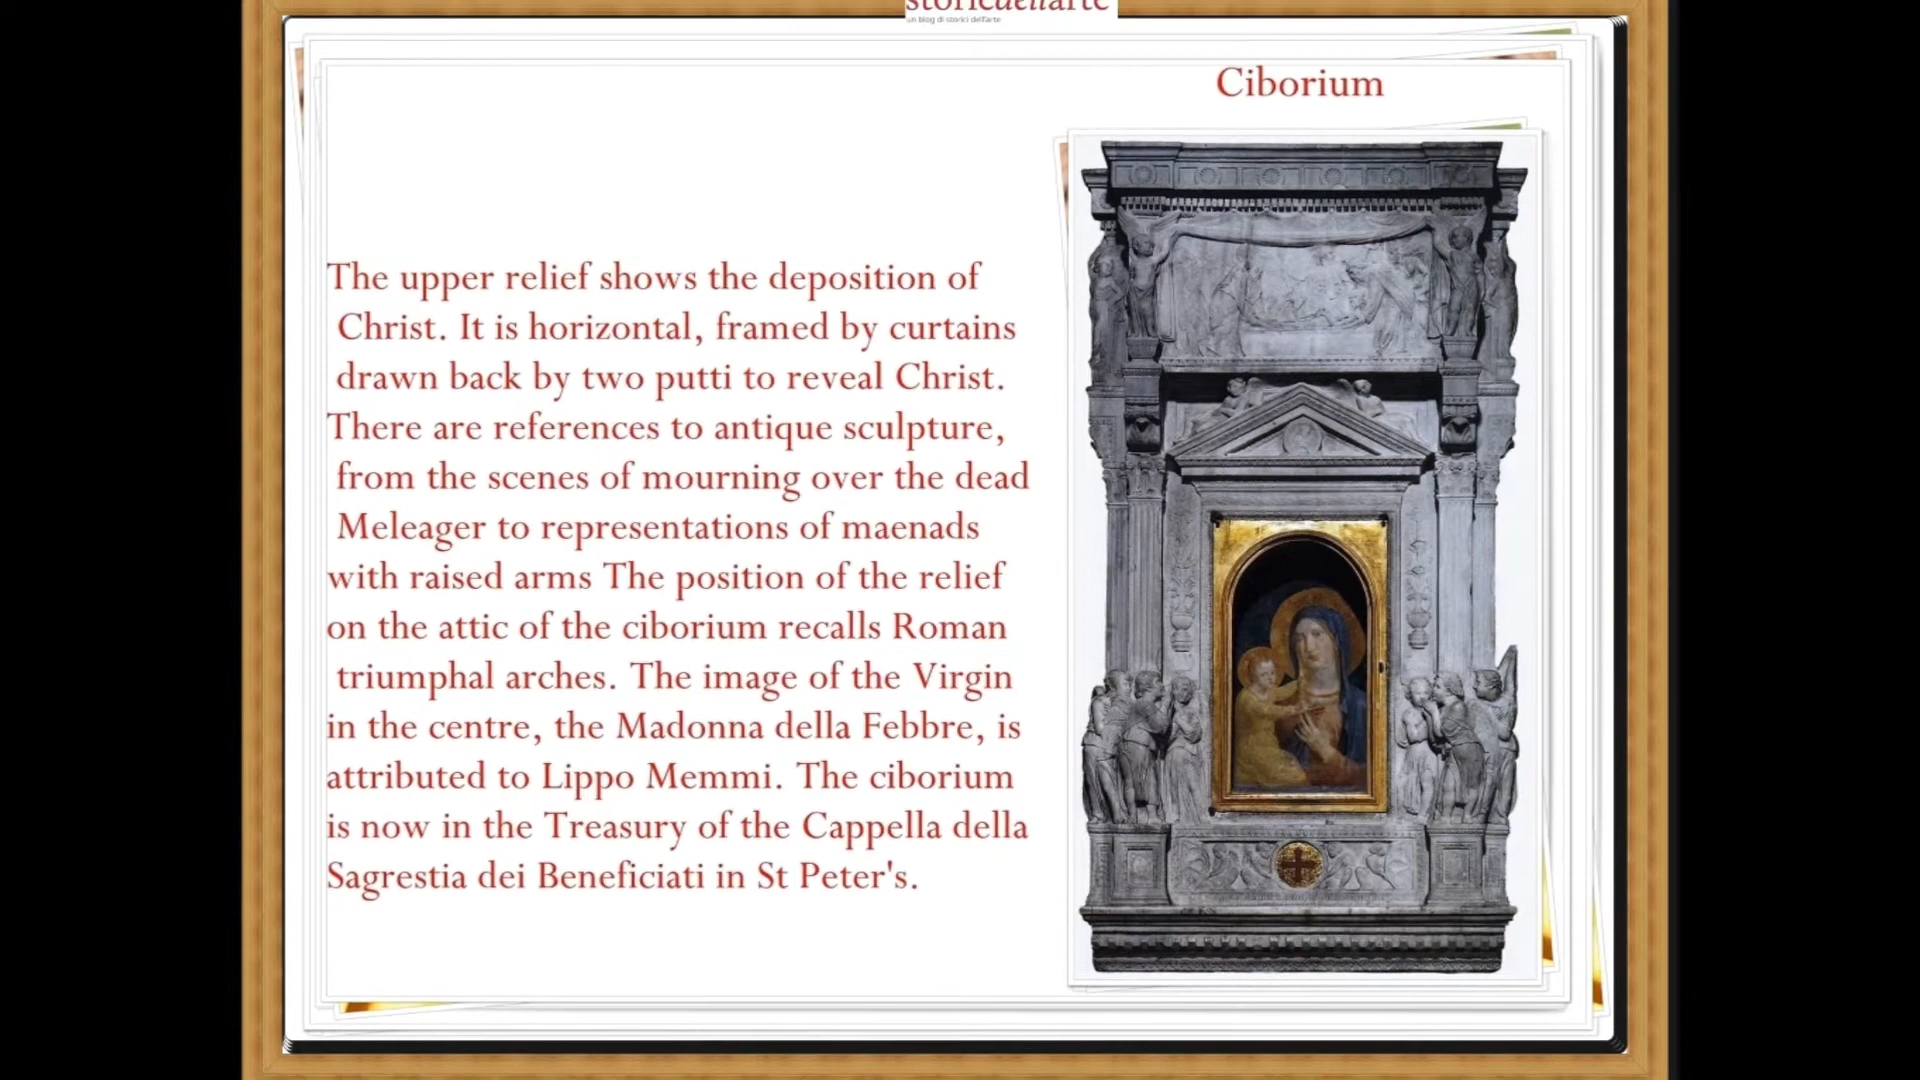 storicdellarte
un blog di storici dell'arte
Ciborium
The upper relief shows the deposition of
Christ. It is horizontal, framed by curtains
drawn back by two putti to reveal Christ.
There are references to antique sculpture,
from the scenes of mourning over the dead
Meleager to representations of maenads
with raised arms The position of the relief
on the attic of the ciborium recalls Roman
triumphal arches. The image of the Virgin
in the centre, the Madonna della Febbre, is
attributed to Lippo Memmi. The ciborium
is now in the Treasury of the Cappella della
Sagrestia dei Beneficiati in St Peter's.